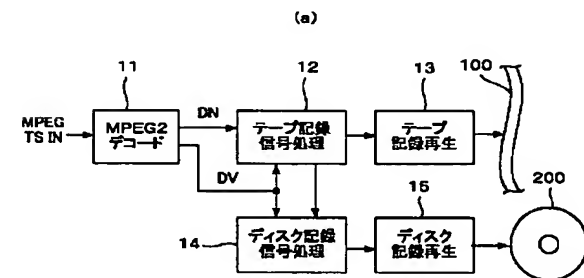 (a)
11
12
13
100
MPEG
TS IN
MPEG2
デコード
DN
テープ記録
信号処理
テープ
記録再生
DV
15
200
14
ディスク記録
信号処理
ディスク
記録再生